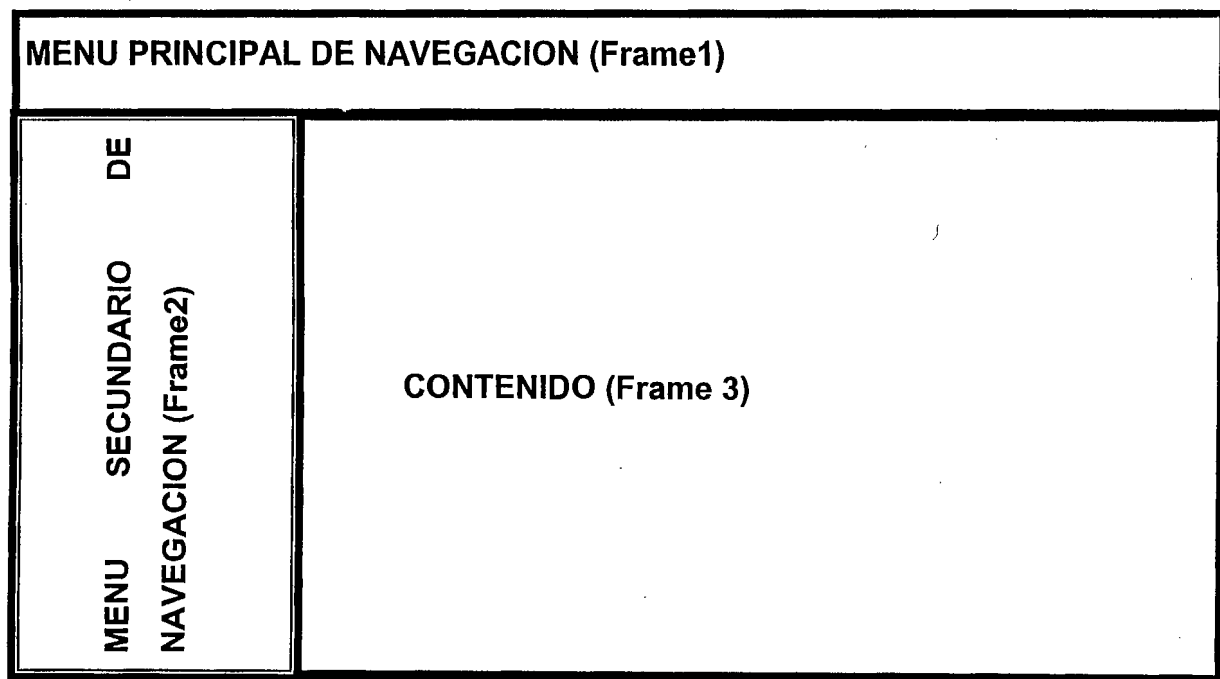 MENU PRINCIPAL DE NAVEGACION (Frame1)
MENU SECUNDARIO DE
NAVEGACION (Frame2)
CONTENIDO (Frame 3)